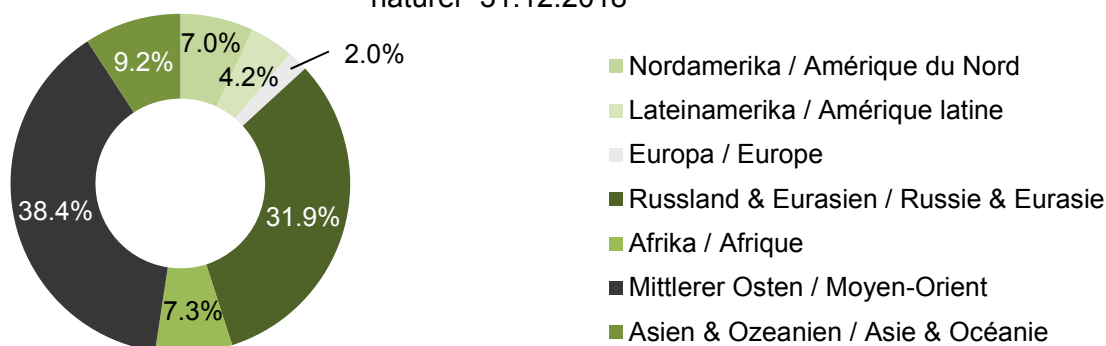 naturel 31.12.2018
7.0%
9.2%
4.2%
2.0%
38.4%
31.9%
7.3%
Nordamerika / Amérique du Nord
Lateinamerika / Amérique latine
Europa / Europe
Russland & Eurasien / Russie & Eurasie
Afrika / Afrique
Mittlerer Osten / Moyen-Orient
Asien & Ozeanien / Asie & Océanie